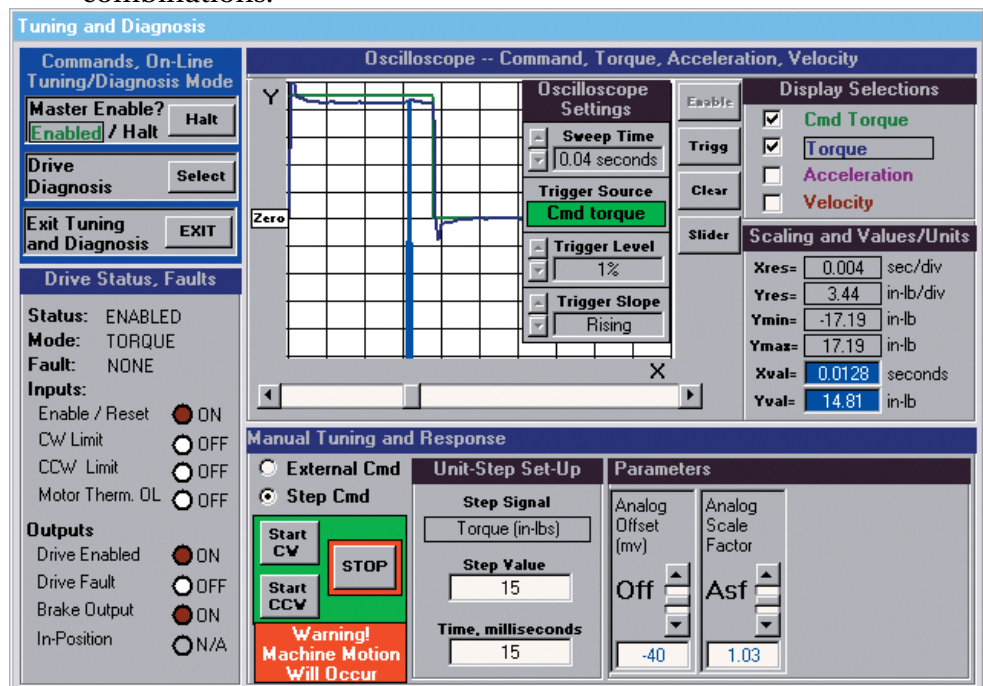 combinations.
Tuning and Diagnosis
Commands, On-Line
Tuning/Diagnosis Mode
Master Enable?
Enabled / Halt
Halt
Drive
Diagnosis
Select
Exit Tuning
and Diagnosis
EXIT
Drive Status, Faults
Status: ENABLED
Mode: TORQUE
Fault: NONE
Inputs:
Enable / Reset ON
CW Limit OFF
CCW Limit OFF
Motor Therm. OL OFF
Outputs
Drive Enabled ON
Drive Fault OFF
Brake Output ON
In-Position N/A
Oscilloscope -- Command, Torque, Acceleration, Velocity
Y
Zero
X
Oscilloscope
Settings
Sweep Time
0.04 seconds
Trigger Source
Cmd torque
Trigger Level
1%
Trigger Slope
Rising
Enable
Trigg
Clear
Slider
Display Selections
Cmd Torque
Torque
Acceleration
Velocity
Scaling and Values/Units
Xres= 0.004 sec/div
Yres= 3.44 in-lb/div
Ymin= -17.19 in-lb
Ymax= 17.19 in-lb
Xval= 0.0128 seconds
Yval= 14.81 in-lb
Manual Tuning and Response
External Cmd
Step Cmd
Start
CW
STOP
Start
CCW
Warning!
Machine Motion
Will Occur
Unit-Step Set-Up
Step Signal
Torque (in-lbs)
Step Value
15
Time, milliseconds
15
Parameters
Analog
Offset
(mv)
Off
-40
Analog
Scale
Factor
Asf
1.03